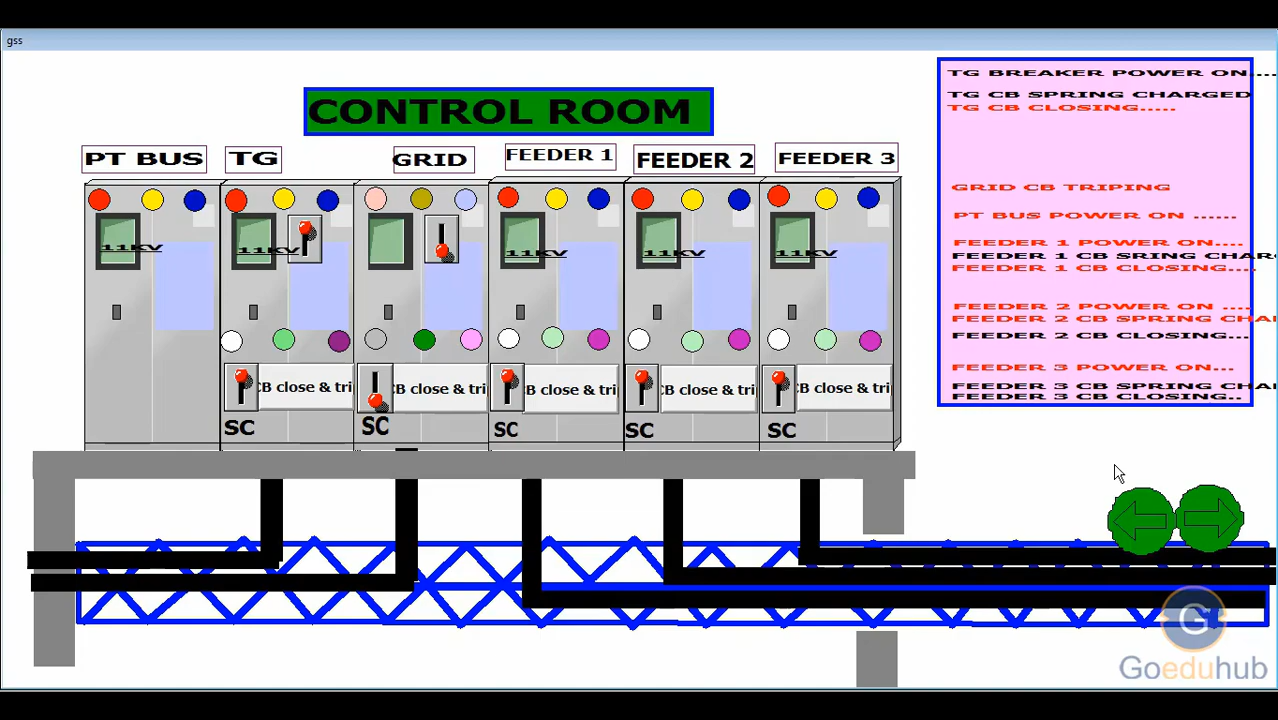 gss
CONTROL ROOM
PT BUS
TG
GRID
FEEDER 1
FEEDER 2
FEEDER 3
11KV
11KV
11KV
11KV
11KV
CB close & tri
CB close & tri
CB close & tri
CB close & tri
CB close & tri
SC
SC
SC
SC
SC
TG BREAKER POWER ON....
TG CB SPRING CHARGED
TG CB CLOSING.....
GRID CB TRIPING
PT BUS POWER ON ......
FEEDER 1 POWER ON....
FEEDER 1 CB SRING CHAR
FEEDER 1 CB CLOSING....
FEEDER 2 POWER ON ....
FEEDER 2 CB SPRING CHA
FEEDER 2 CB CLOSING...
FEEDER 3 POWER ON...
FEEDER 3 CB SPRING CHA
FEEDER 3 CB CLOSING..
G
Goeduhub